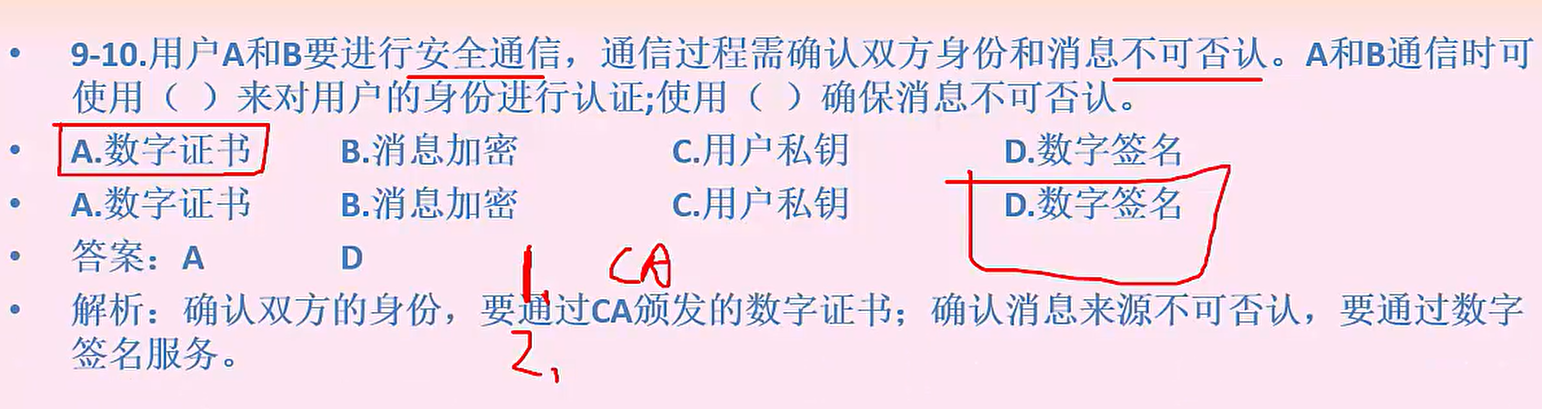 • 9-10.用户A和B要进行安全通信，通信过程需确认双方身份和消息不可否认。A和B通信时可
使用（ ）来对用户的身份进行认证;使用（ ）确保消息不可否认。
• A.数字证书 B.消息加密 C.用户私钥 D.数字签名
• A.数字证书 B.消息加密 C.用户私钥 D.数字签名
• 答案：A D
1、 CA
• 解析：确认双方的身份，要通过CA颁发的数字证书；确认消息来源不可否认，要通过数字
签名服务。
2、